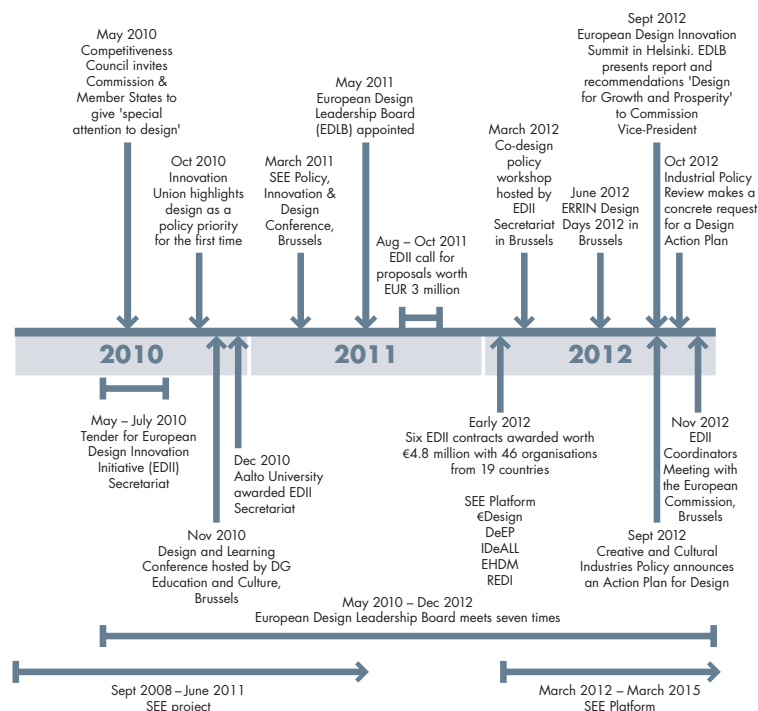 May 2010
Competitiveness
Council invites
Commission &
Member States to
give 'special
attention to design'
Oct 2010
Innovation
Union highlights
design as a
policy priority
for the first time
March 2011
SEE Policy,
Innovation &
Design
Conference,
Brussels
May 2011
European Design
Leadership Board
(EDLB) appointed
Aug – Oct 2011
EDII call for
proposals worth
EUR 3 million
March 2012
Co-design
policy
workshop
hosted by
EDII
Secretariat
in Brussels
June 2012
ERRIN Design
Days 2012 in
Brussels
Sept 2012
European Design Innovation
Summit in Helsinki. EDLB
presents report and
recommendations 'Design
for Growth and Prosperity'
to Commission
Vice-President
Oct 2012
Industrial Policy
Review makes a
concrete request
for a Design
Action Plan
2010
2011
2012
May – July 2010
Tender for European
Design Innovation
Initiative (EDII)
Secretariat
Nov 2010
Design and Learning
Conference hosted by DG
Education and Culture,
Brussels
Dec 2010
Aalto University
awarded EDII
Secretariat
Early 2012
Six EDII contracts awarded worth
€4.8 million with 46 organisations
from 19 countries
SEE Platform
€Design
DeEP
IDeALL
EHDM
REDI
Sept 2012
Creative and Cultural
Industries Policy announces
an Action Plan for Design
Nov 2012
EDII
Coordinators
Meeting with
the European
Commission,
Brussels
May 2010 – Dec 2012
European Design Leadership Board meets seven times
Sept 2008 – June 2011
SEE project
March 2012 – March 2015
SEE Platform